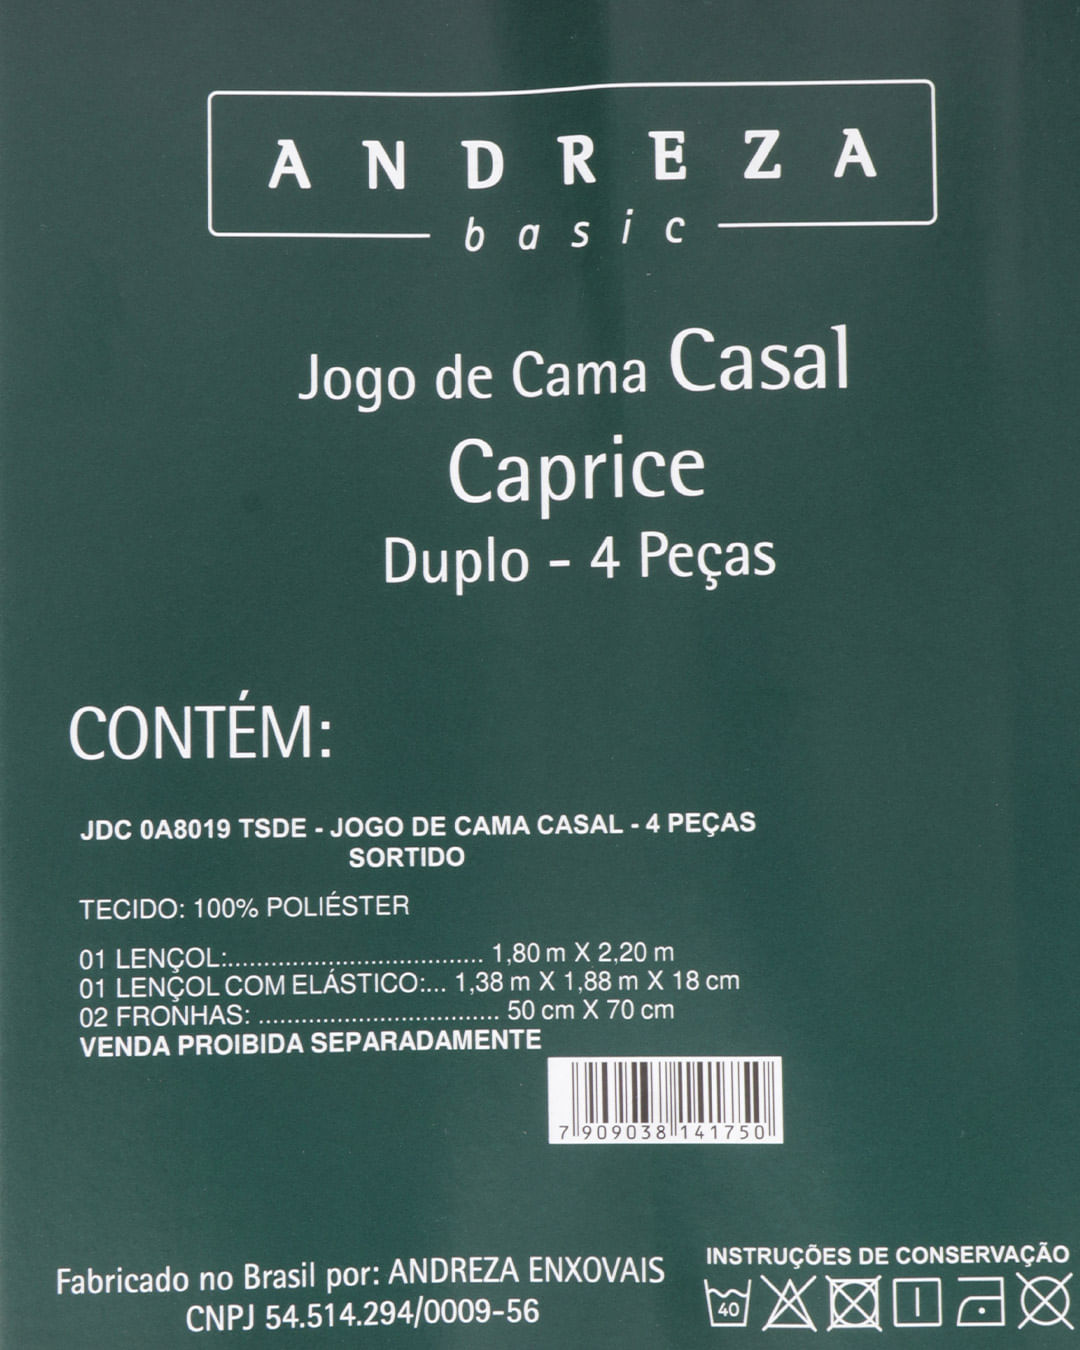 ANDREZA
basic
Jogo de Cama Casal
Caprice
Duplo - 4 Peças
CONTÉM:
JDC 0A8019 TSDE - JOGO DE CAMA CASAL - 4 PEÇAS
SORTIDO
TECIDO: 100% POLIÉSTER
01 LENÇOL:................................... 1,80 m X 2,20 m
01 LENÇOL COM ELÁSTICO:... 1,38 m X 1,88 m X 18 cm
02 FRONHAS: ................................. 50 cm X 70 cm
VENDA PROIBIDA SEPARADAMENTE
7 909038 141750
Fabricado no Brasil por: ANDREZA ENXOVAIS
CNPJ 54.514.294/0009-56
INSTRUÇÕES DE CONSERVAÇÃO
40